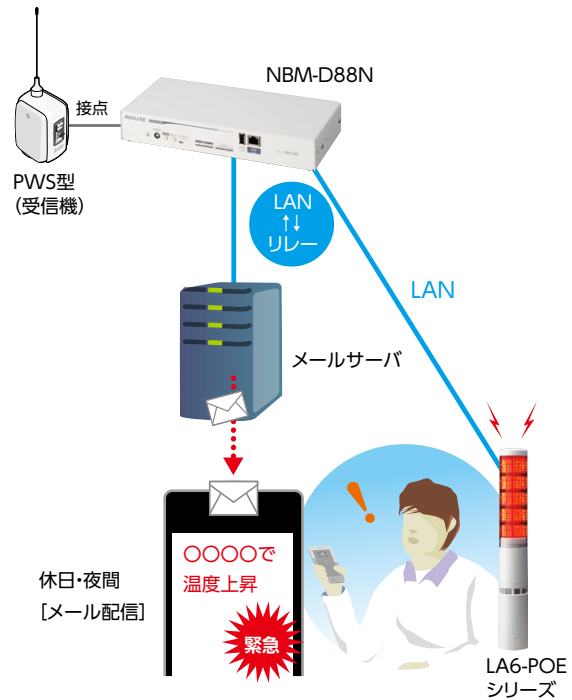 NBM-D88N
PATLITE
接点
PWS型
（受信機）
LAN
↑↓
リレー
LAN
メールサーバ
〇〇〇〇で
温度上昇
緊急
休日・夜間
［メール配信］
LA6-POE
シリーズ